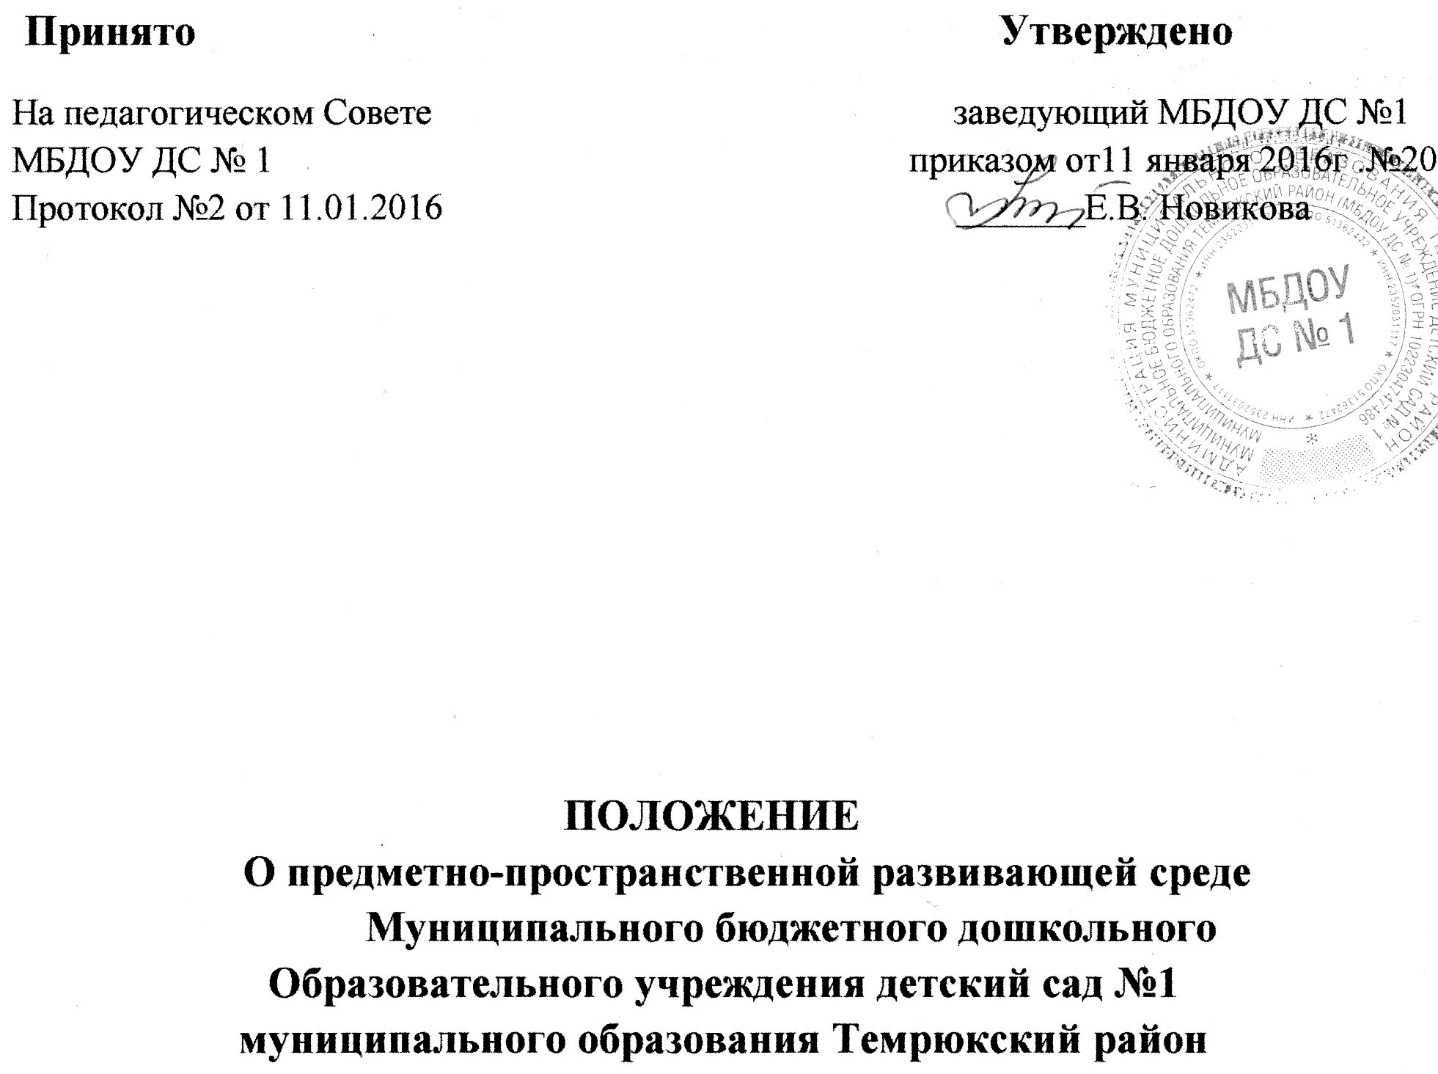 Принято
На педагогическом Совете
МБДОУ ДС № 1
Протокол №2 от 11.01.2016
Утверждено
заведующий МБДОУ ДС №1
приказом от11 января 2016г .№20
Е.В. Новикова
МБДОУ
ДС № 1
ПОЛОЖЕНИЕ
О предметно-пространственной развивающей среде
Муниципального бюджетного дошкольного
Образовательного учреждения детский сад №1
муниципального образования Темрюкский район